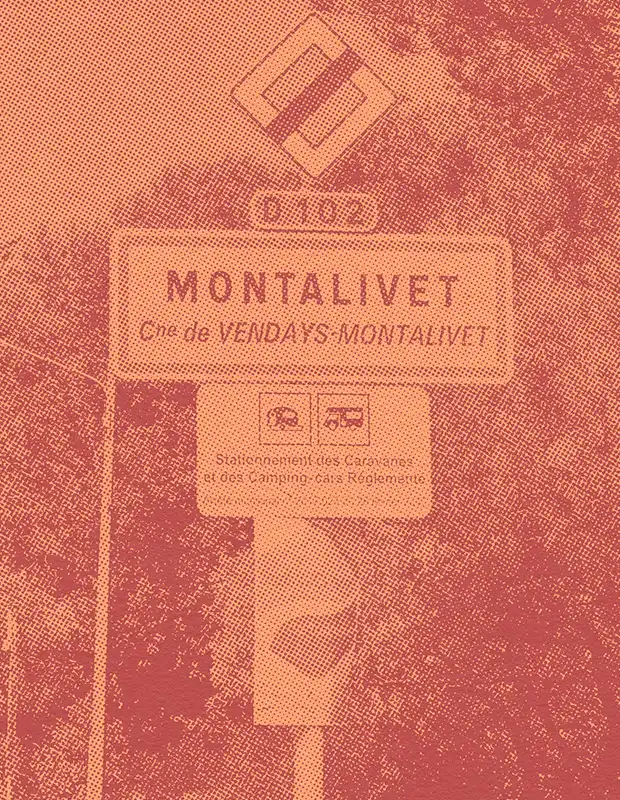 D 102
MONTALIVET
Cne de VENDAYS-MONTALIVET
Stationnement des Caravanes
et des Camping-cars Réglementé